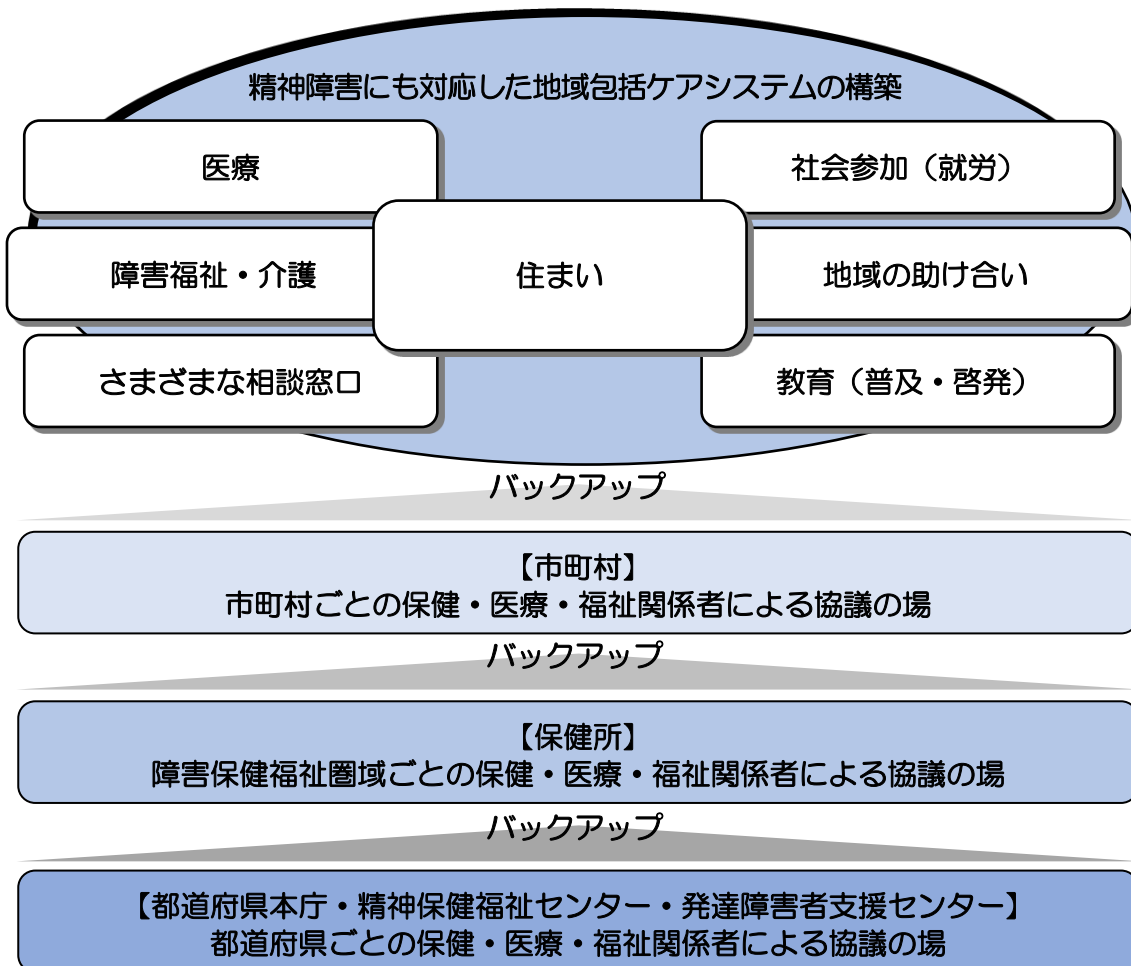 精神障害にも対応した地域包括ケアシステムの構築
医療
社会参加（就労）
障害福祉・介護
住まい
地域の助け合い
さまざまな相談窓口
教育（普及・啓発）
バックアップ
【市町村】
市町村ごとの保健・医療・福祉関係者による協議の場
バックアップ
【保健所】
障害保健福祉圏域ごとの保健・医療・福祉関係者による協議の場
バックアップ
【都道府県本庁・精神保健福祉センター・発達障害者支援センター】
都道府県ごとの保健・医療・福祉関係者による協議の場